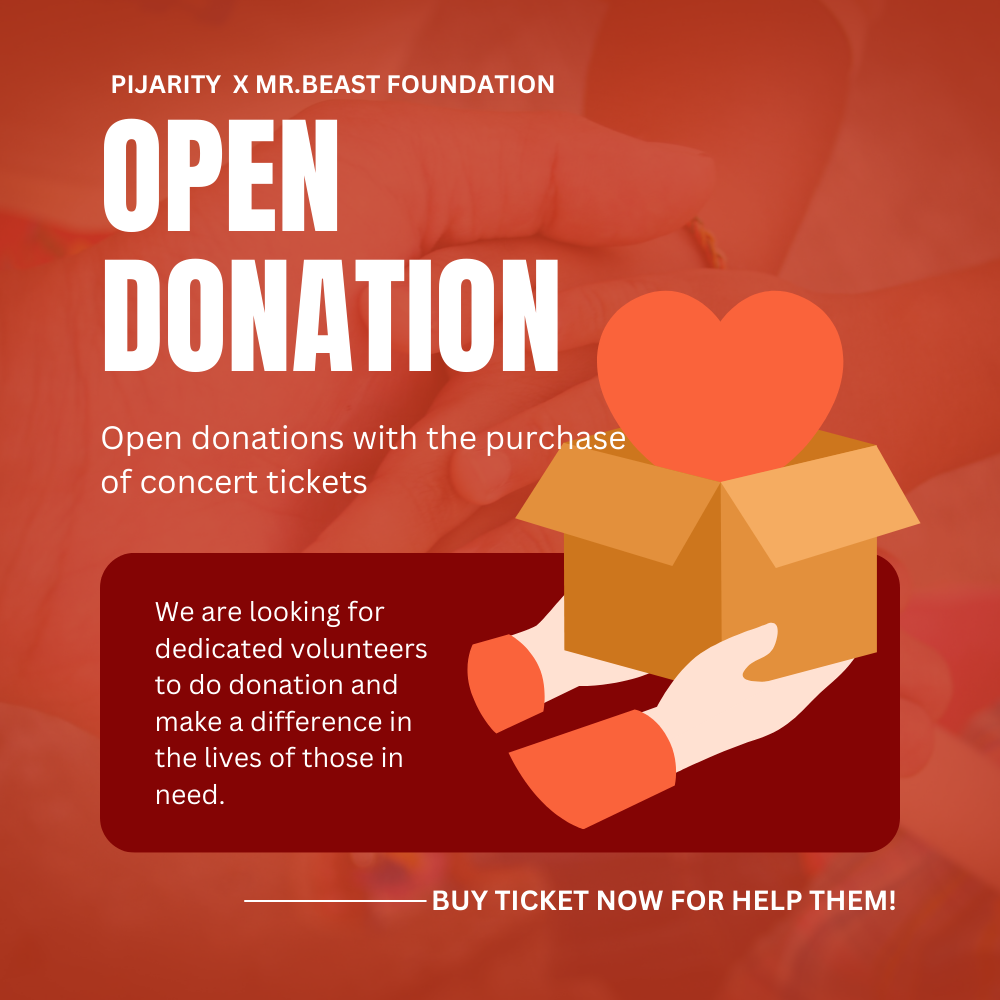 PIJARITY X MR.BEAST FOUNDATION
OPEN
DONATION
Open donations with the purchase
of concert tickets
We are looking for
dedicated volunteers
to do donation and
make a difference in
the lives of those in
need.
BUY TICKET NOW FOR HELP THEM!